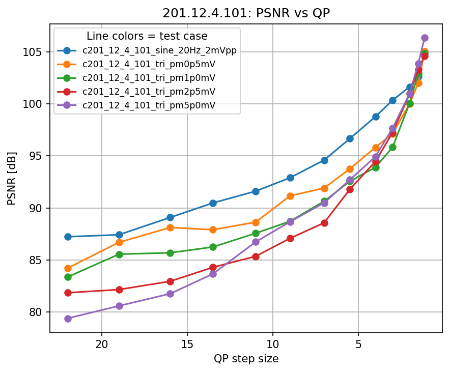 201.12.4.101: PSNR vs QP
Line colors = test case
c201_12_4_101_sine_20Hz_2mVpp
c201_12_4_101_tri_pm0p5mV
c201_12_4_101_tri_pm1p0mV
c201_12_4_101_tri_pm2p5mV
c201_12_4_101_tri_pm5p0mV
PSNR [dB]
105
100
95
90
85
80
20
15
10
5
QP step size